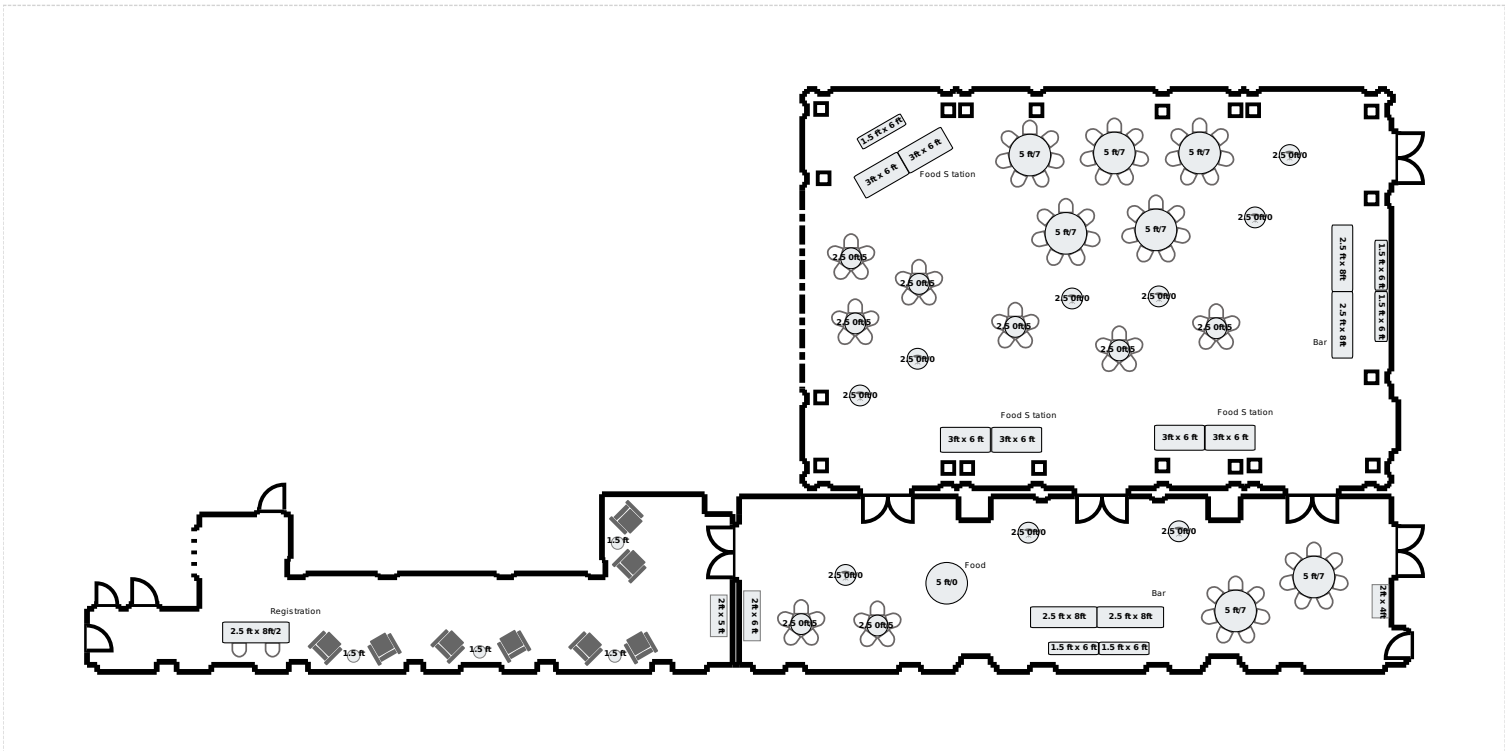 1.5 ft x 6 ft
3ft x 6 ft
3ft x 6 ft
Food S tation
5 ft/7
5 ft/7
5 ft/7
2.5 0ft/0
5 ft/7
5 ft/7
2.5 0ft/0
2.5 0ft/5
2.5 0ft/5
2.5 0ft/5
2.5 0ft/0
2.5 0ft/0
2.5 0ft/5
2.5 0ft/5
2.5 0ft/5
2.5 0ft/0
2.5 0ft/0
2.5 ft x 8ft
2.5 ft x 8ft
1.5 ft x 6 ft
1.5 ft x 6 ft
Bar
Food S tation
3ft x 6 ft
3ft x 6 ft
Food S tation
3ft x 6 ft
3ft x 6 ft
1.5 ft
Registration
2.5 ft x 8ft/2
1.5 ft
1.5 ft
1.5 ft
2ft x 5 ft
2ft x 6 ft
2.5 0ft/0
2.5 0ft/0
2.5 0ft/0
Food
5 ft/0
2.5 0ft/5
2.5 0ft/5
Bar
2.5 ft x 8ft
2.5 ft x 8ft
1.5 ft x 6 ft
1.5 ft x 6 ft
5 ft/7
5 ft/7
2ft x 4ft